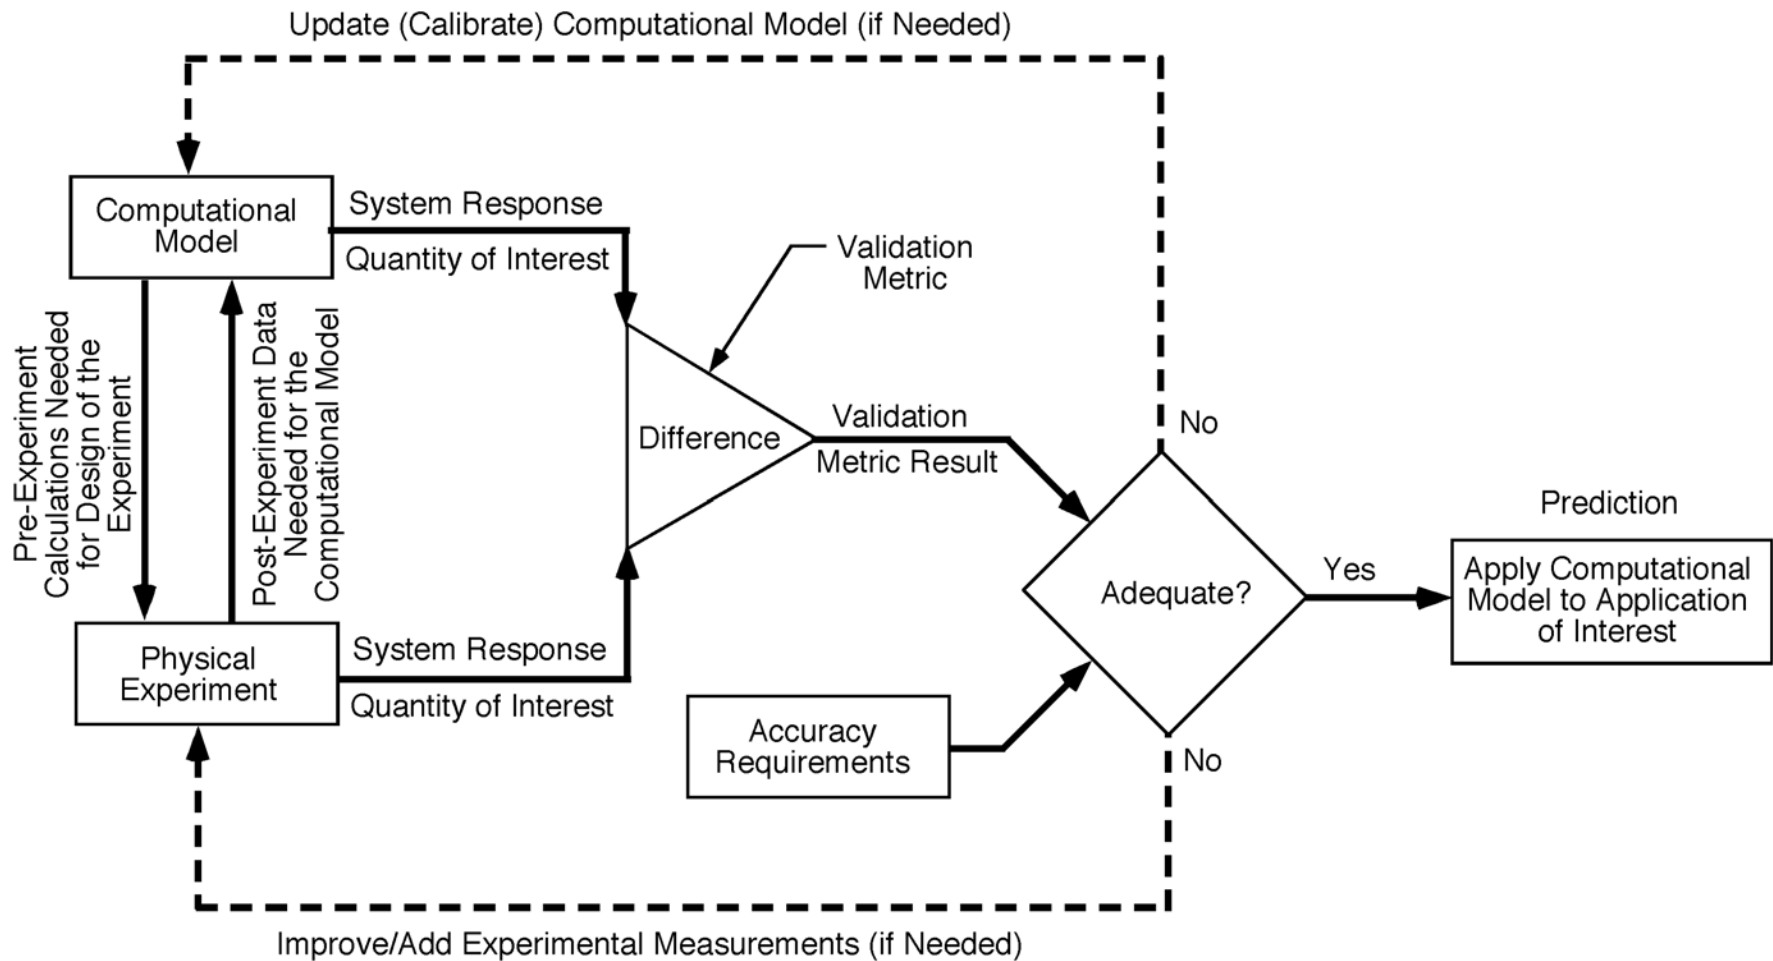 Update (Calibrate) Computational Model (if Needed)
Computational
Model
System Response
Quantity of Interest
Validation
Metric
Pre-Experiment
Calculations Needed
for Design of the
Experiment
Post-Experiment Data
Needed for the
Computational Model
Difference
Validation
Metric Result
No
Adequate?
Yes
Prediction
Apply Computational
Model to Application
of Interest
Physical
Experiment
System Response
Quantity of Interest
Accuracy
Requirements
No
Improve/Add Experimental Measurements (if Needed)